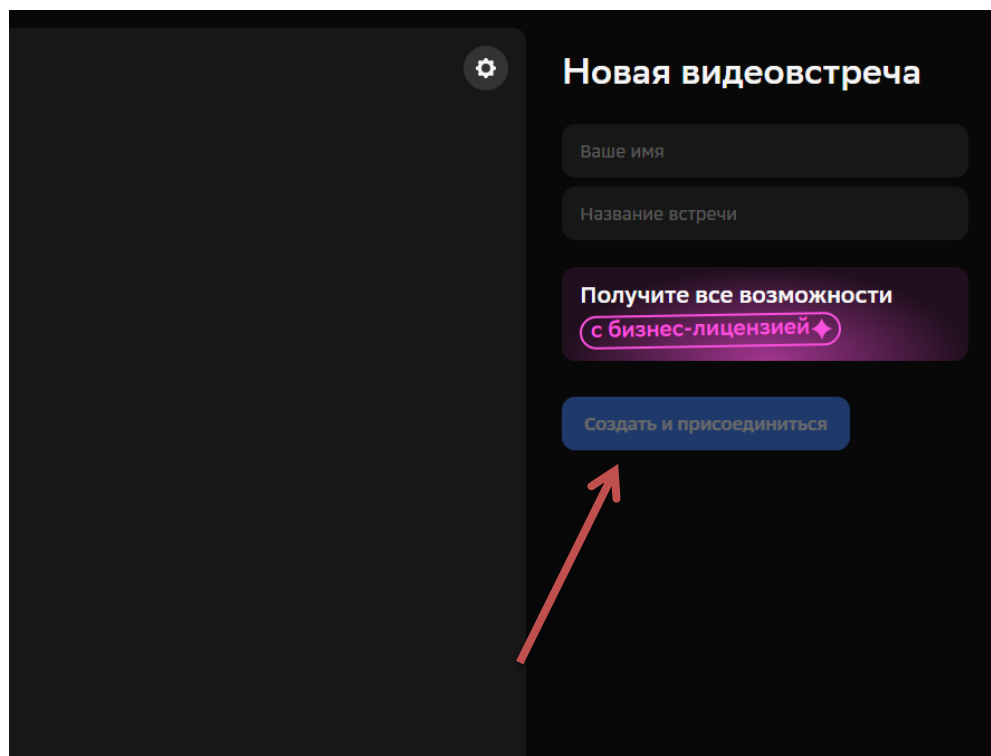 Новая видеовстреча
Ваше имя
Название встречи
Получите все возможности
с бизнес-лицензией
Создать и присоединиться